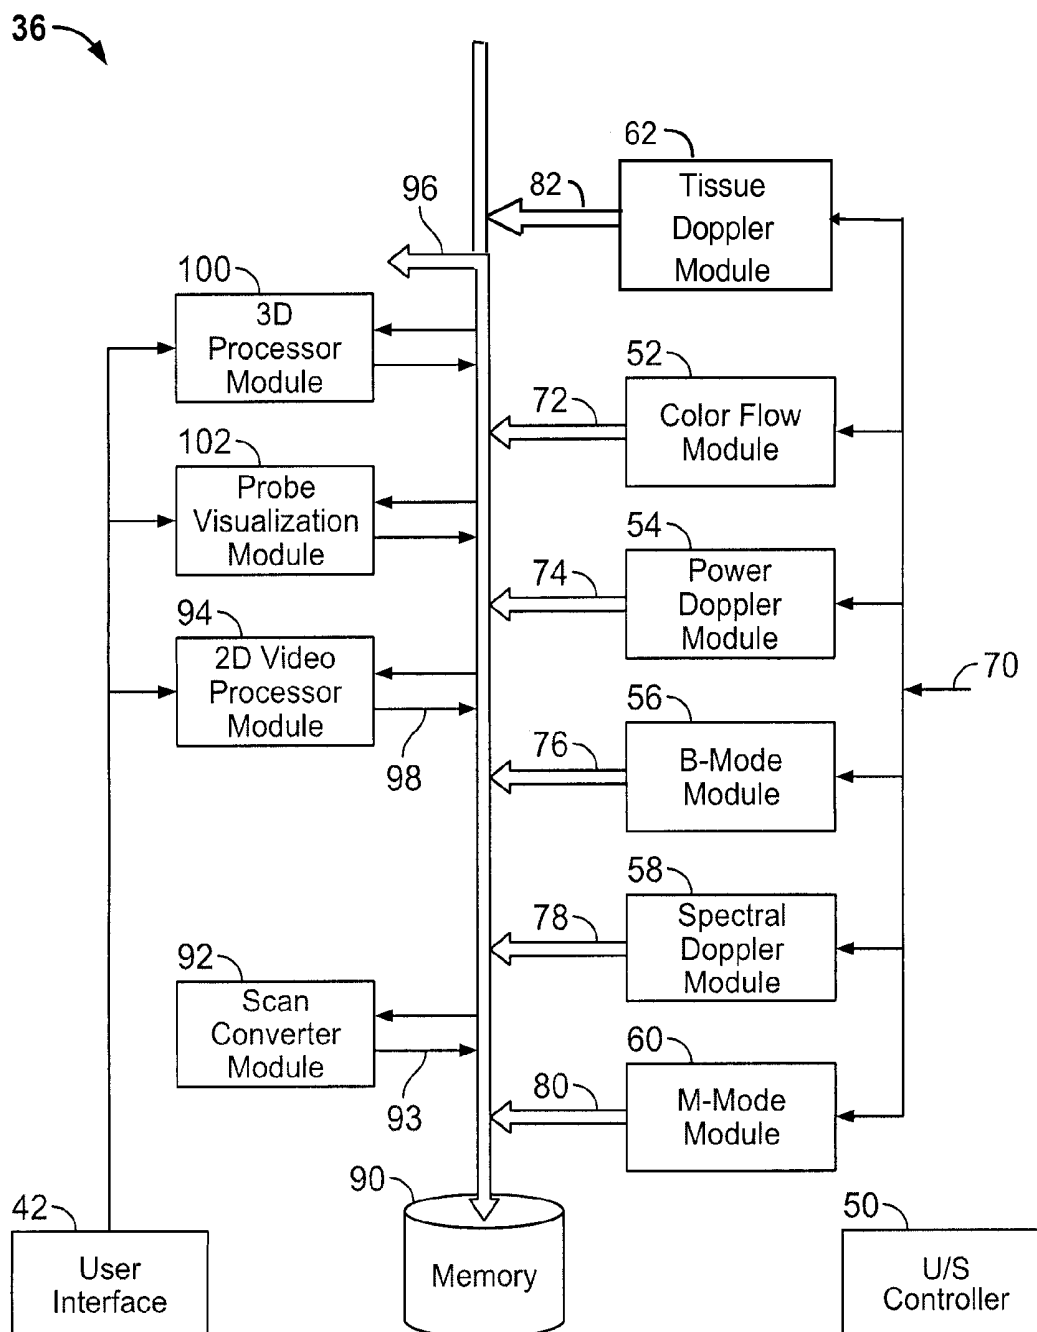 36
62
Tissue
Doppler
Module
82
96
100
3D
Processor
Module
52
Color Flow
Module
72
102
Probe
Visualization
Module
54
Power
Doppler
Module
74
94
2D Video
Processor
Module
98
70
56
B-Mode
Module
76
58
Spectral
Doppler
Module
78
92
Scan
Converter
Module
93
60
M-Mode
Module
80
90
Memory
42
User
Interface
50
U/S
Controller